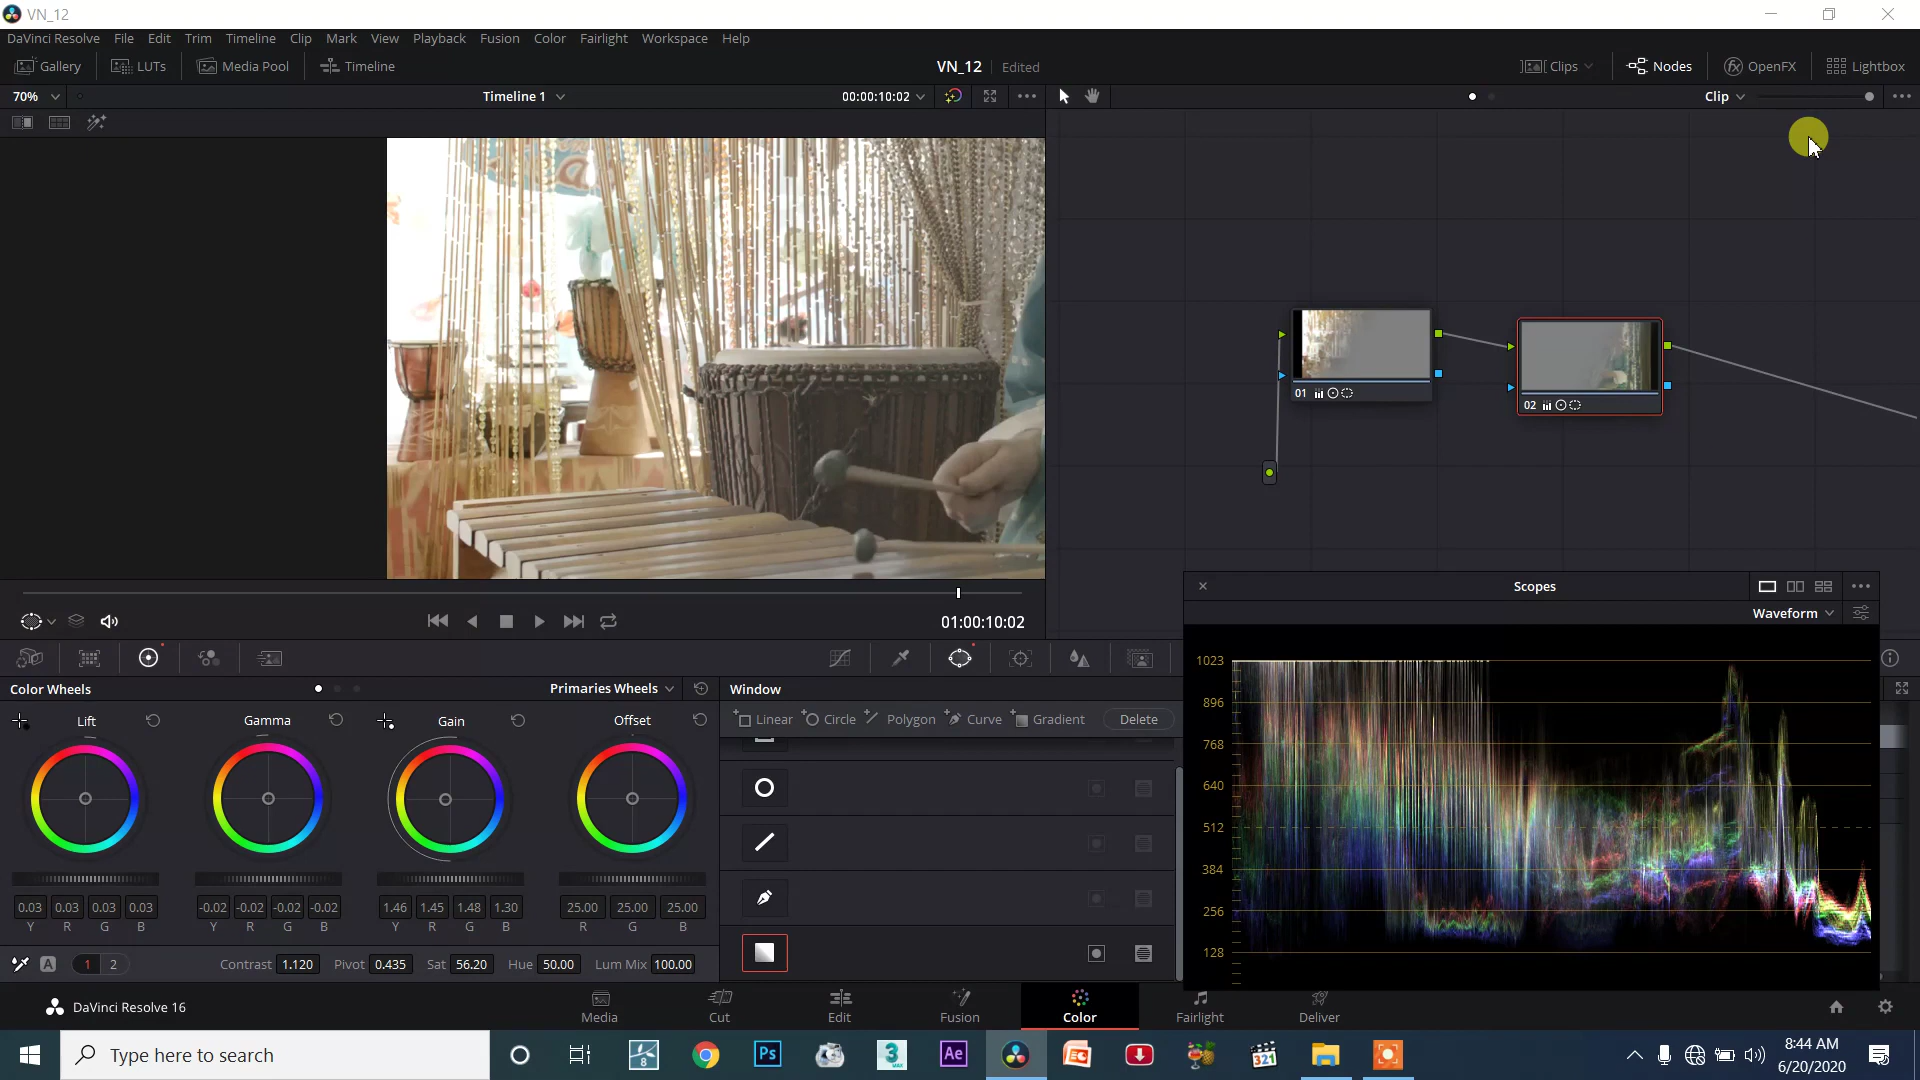 VN_12
DaVinci Resolve File Edit Trim Timeline Clip Mark View Playback Fusion Color Fairlight Workspace Help
Gallery LUTs Media Pool Timeline VN_12 Edited Clips Nodes OpenFX Lightbox
70% Timeline 1 00:00:10:02 Clip
01
02
Scopes
Waveform
01:00:10:02
1023
896
768
640
512
384
256
128
Color Wheels Primaries Wheels Window
Lift Gamma Gain Offset
Linear Circle Polygon Curve Gradient Delete
0.03 0.03 0.03 0.03 -0.02 -0.02 -0.02 -0.02 1.46 1.45 1.48 1.30 25.00 25.00 25.00
Y R G B Y R G B Y R G B R G B
A 1 2 Contrast 1.120 Pivot 0.435 Sat 56.20 Hue 50.00 Lum Mix 100.00
DaVinci Resolve 16 Media Cut Edit Fusion Color Fairlight Deliver
Type here to search
8
Ps
3
MAX
Ae
321
8:44 AM
6/20/2020